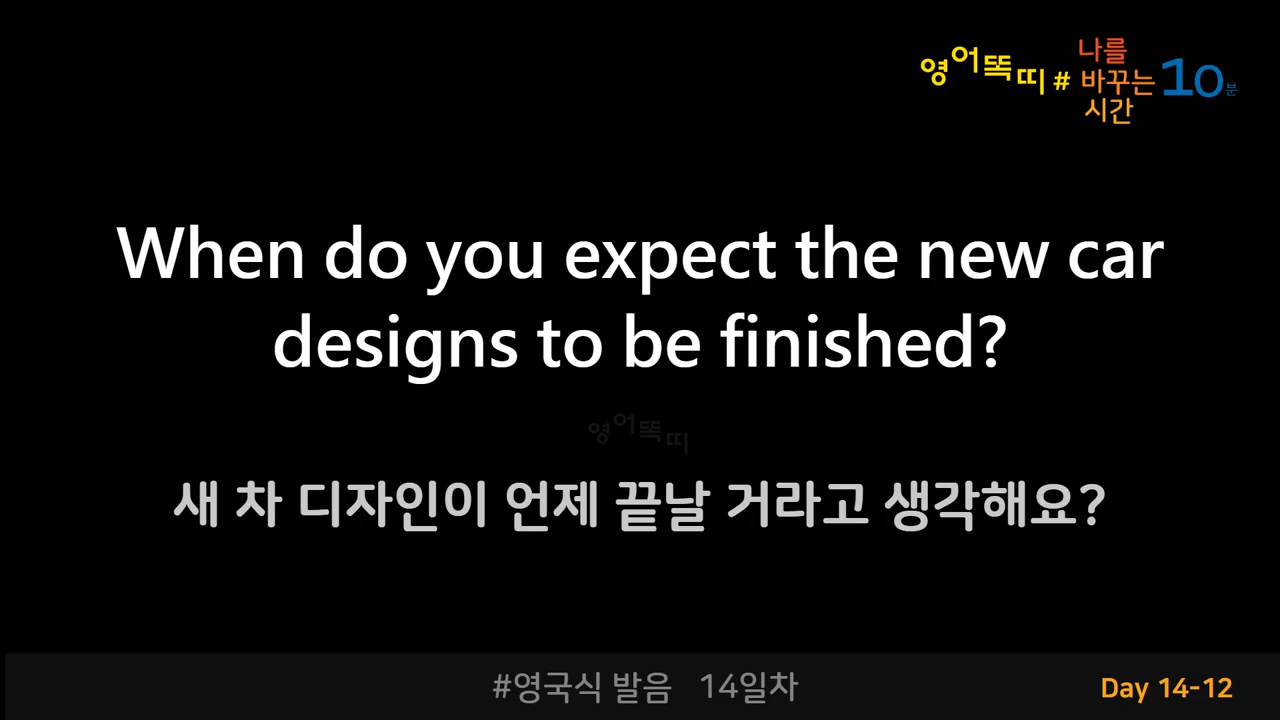 영어똑띠 # 나를 바꾸는 시간 10분
When do you expect the new car
designs to be finished?
영어똑띠
새 차 디자인이 언제 끝날 거라고 생각해요?
#영국식 발음 14일차
Day 14-12